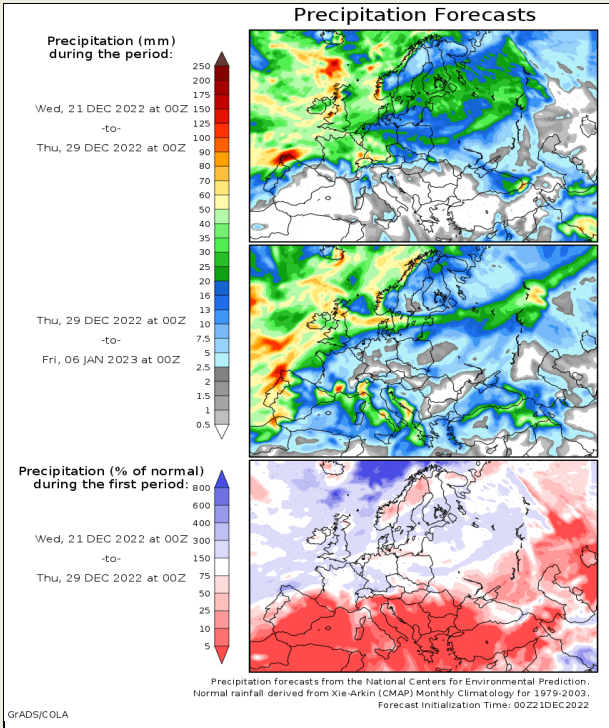 Precipitation Forecasts
Precipitation (mm)
during the period:
Wed, 21 DEC 2022 at 00Z
-to-
Thu, 29 DEC 2022 at 00Z
250
200
175
150
125
100
90
80
70
60
50
40
35
30
25
20
16
13
10
7.5
5
2.5
2
1.5
1
0.5
Thu, 29 DEC 2022 at 00Z
-to-
Fri, 06 JAN 2023 at 00Z
Precipitation (% of normal)
during the first period:
Wed, 21 DEC 2022 at 00Z
-to-
Thu, 29 DEC 2022 at 00Z
800
600
400
300
150
75
50
25
10
5
Precipitation forecasts from the National Centers for Environmental Prediction.
Normal rainfall derived from Xie-Arkin (CMAP) Monthly Climatology for 1979-2003.
Forecast Initialization Time: 00Z21DEC2022
GrADS/COLA